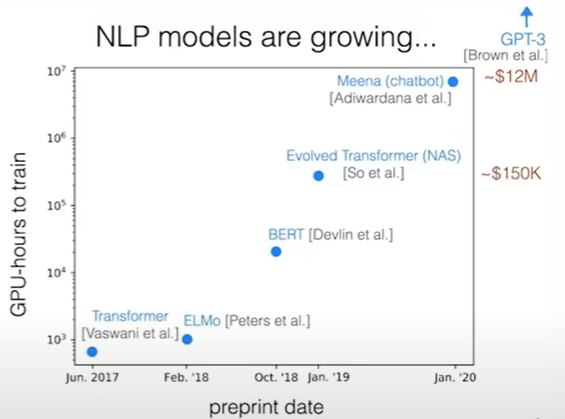 NLP models are growing...
GPT-3
[Brown et al.]
~$12M
~$150K
GPU-hours to train
10⁷
10⁶
10⁵
10⁴
10³
Meena (chatbot)
[Adiwardana et al.]
Evolved Transformer (NAS)
[So et al.]
BERT [Devlin et al.]
Transformer
[Vaswani et al.]
ELMo [Peters et al.]
Jun. 2017 Feb. '18 Oct. '18 Jan. '19 Jan. '20
preprint date